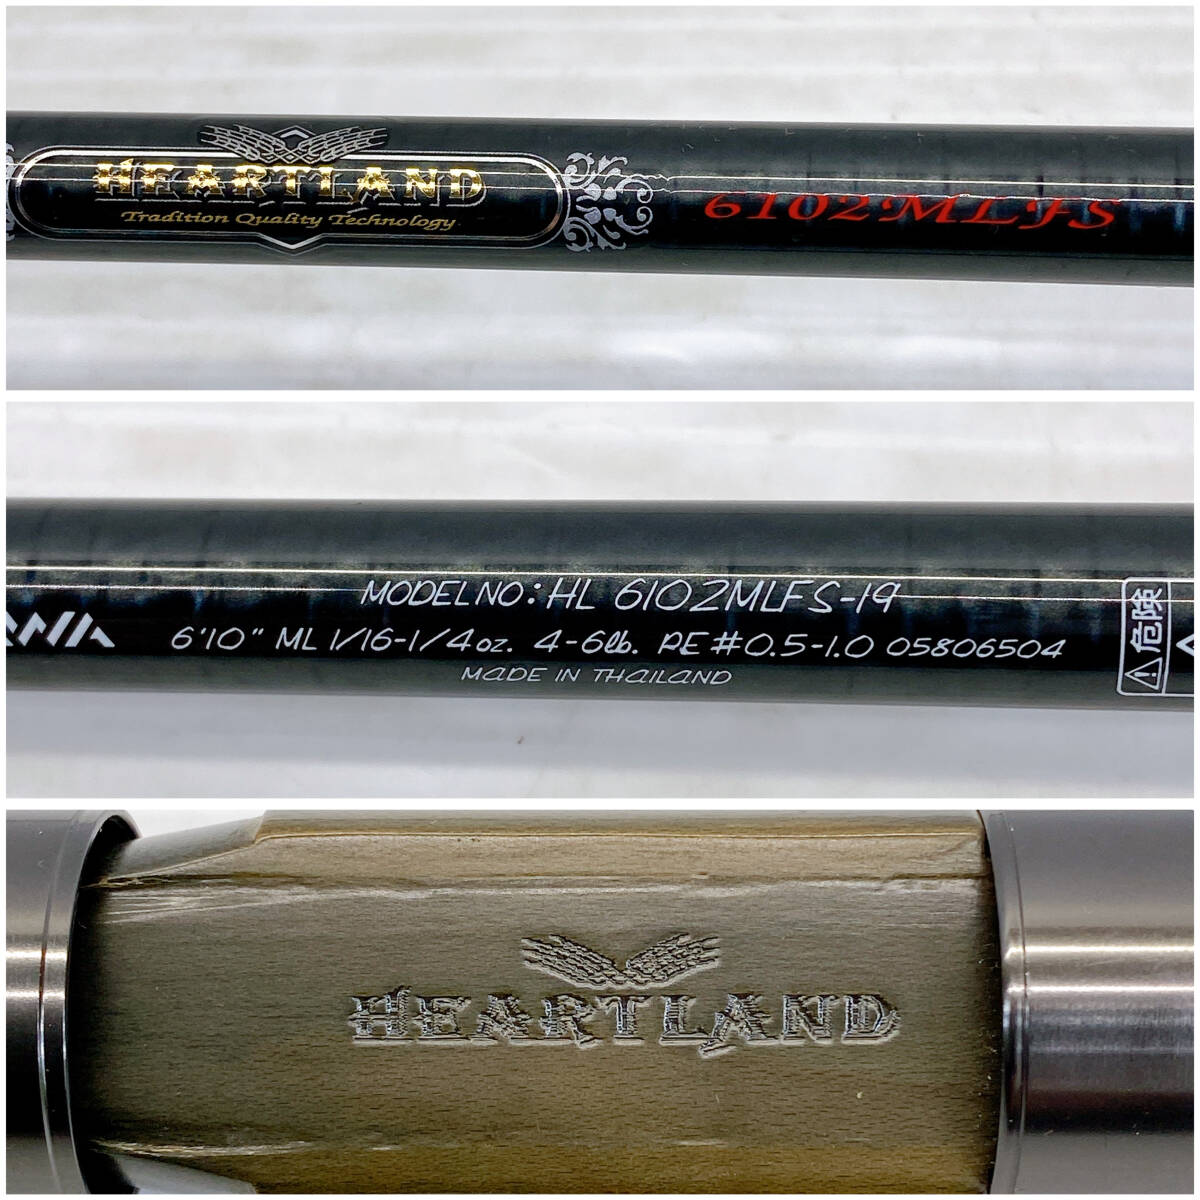 HEARTLAND
Tradition Quality Technology
6102MLFS
MODEL NO: HL 6102MLFS-19
6'10" ML 1/16-1/4oz. 4-6lb. PE#0.5-1.0 05806504
MADE IN THAILAND
危険
HEARTLAND